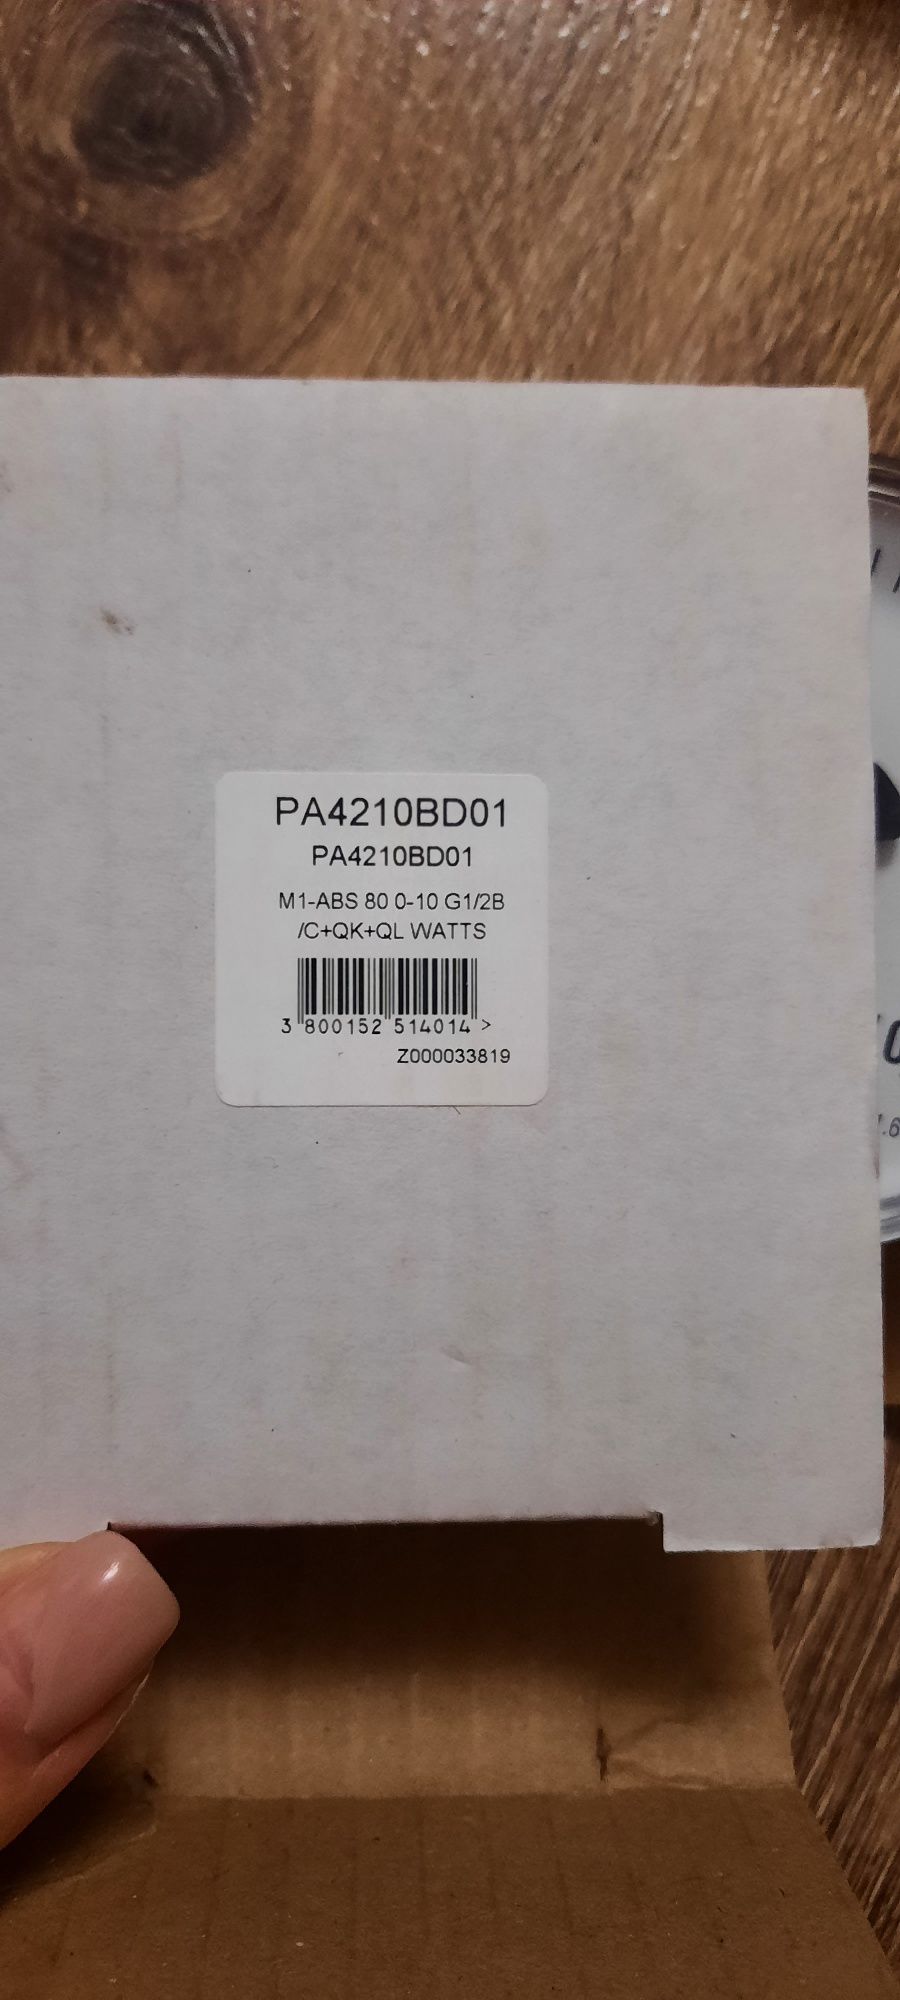 PA4210BD01
PA4210BD01
M1-ABS 80 0-10 G1/2B
/C+QK+QL WATTS
3 800152 514014 >
Z000033819